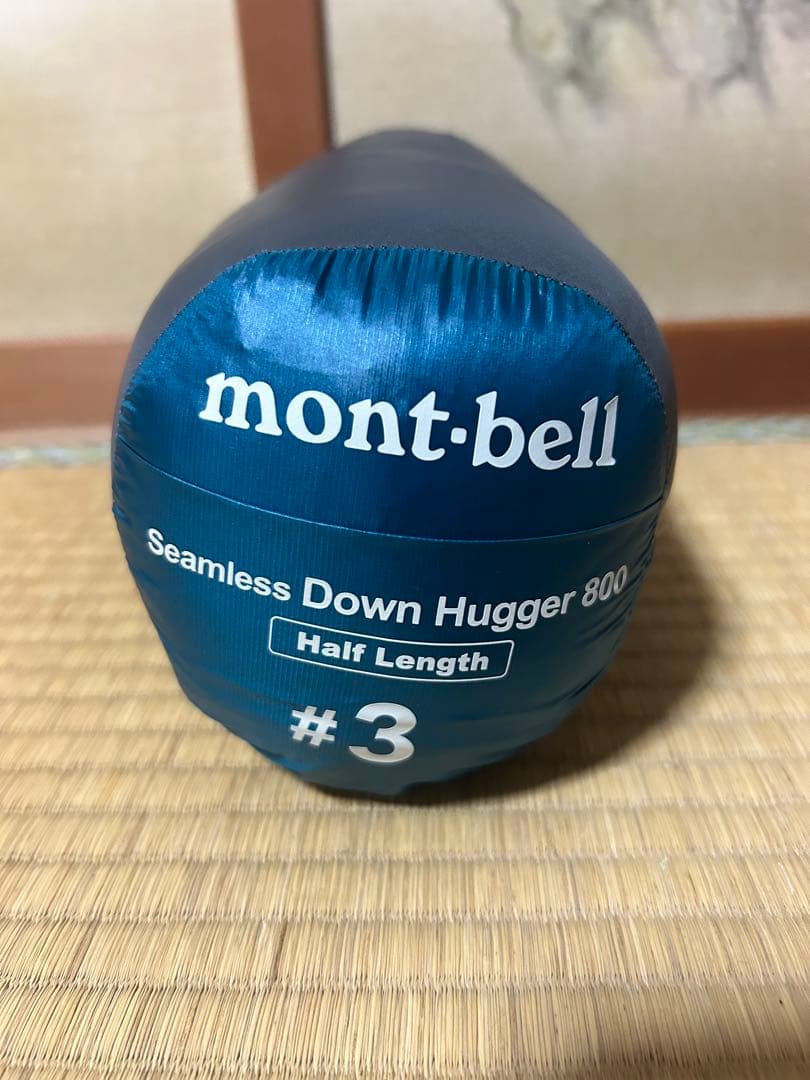 mont·bell
Seamless Down Hugger 800
Half Length
#3